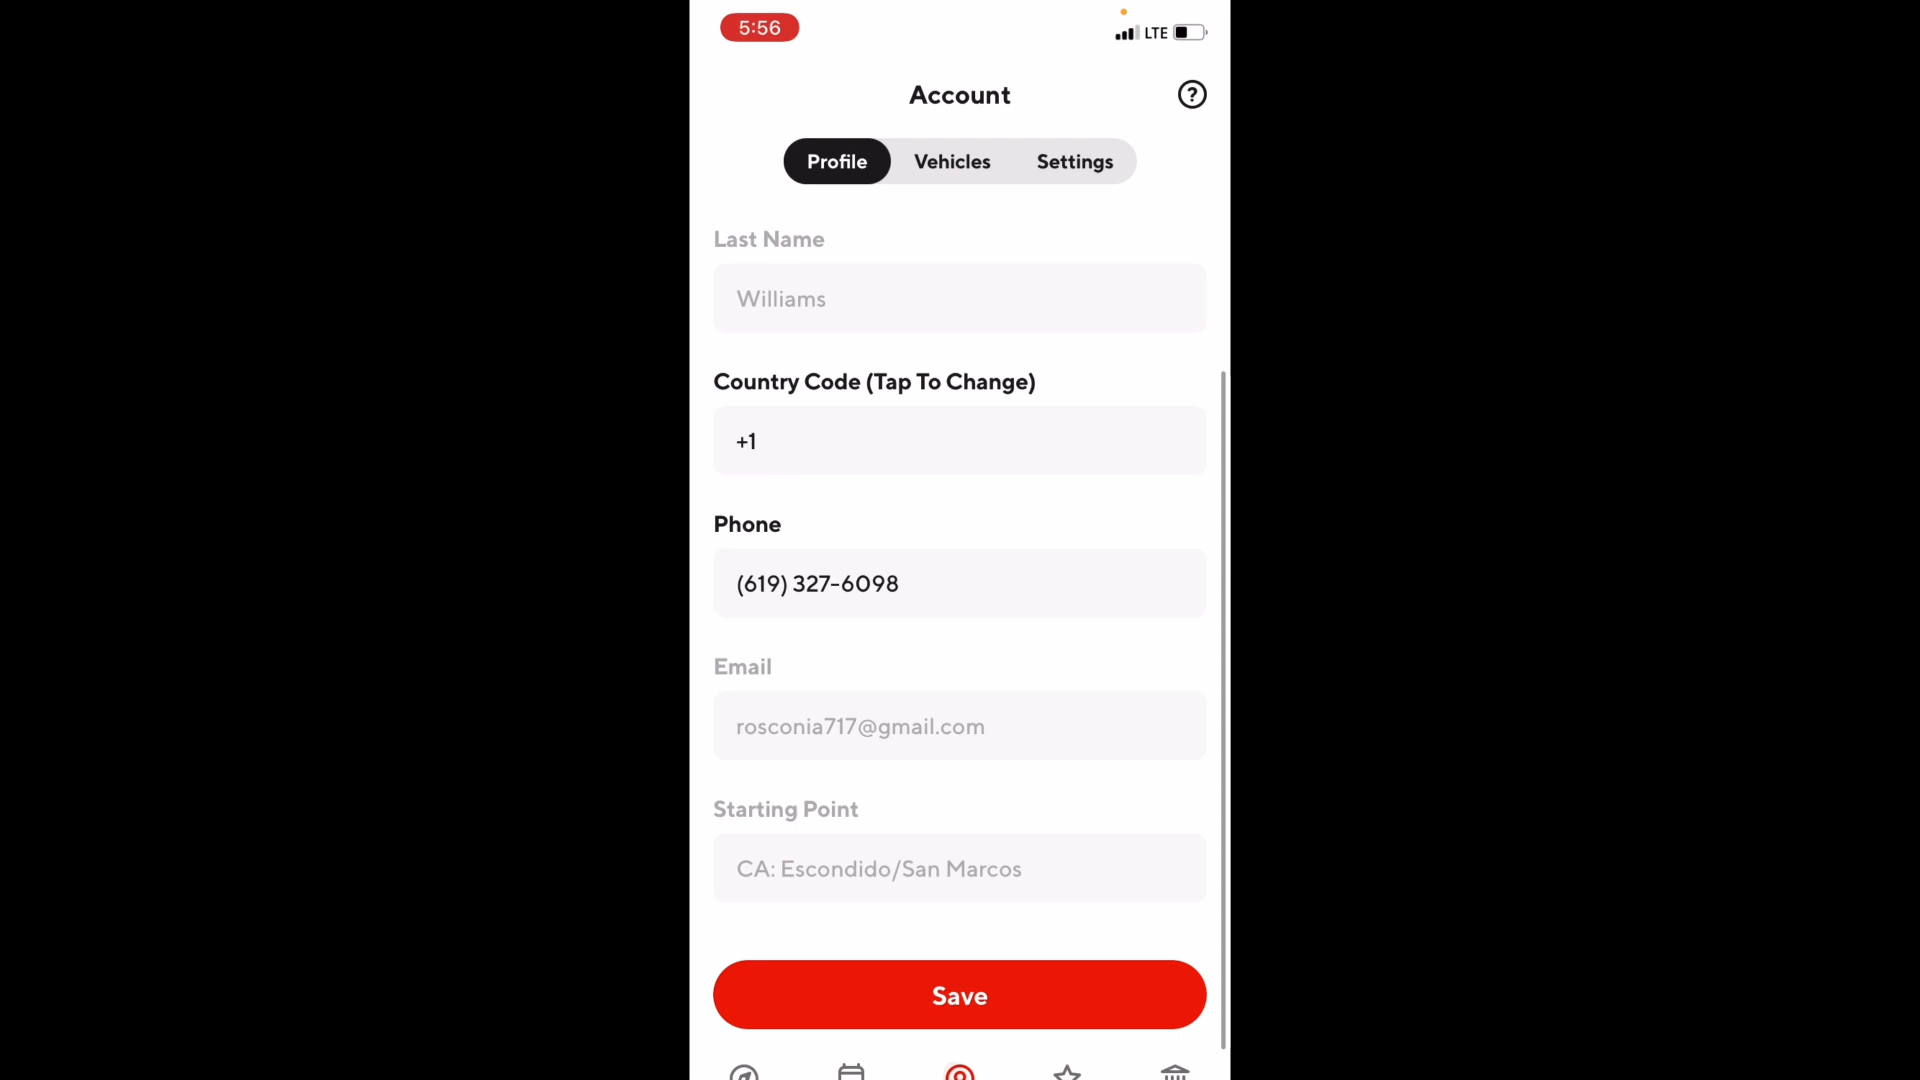 5:56
LTE
Account
?
Profile Vehicles Settings
Last Name
Williams
Country Code (Tap To Change)
+1
Phone
(619) 327-6098
Email
rosconia717@gmail.com
Starting Point
CA: Escondido/San Marcos
Save